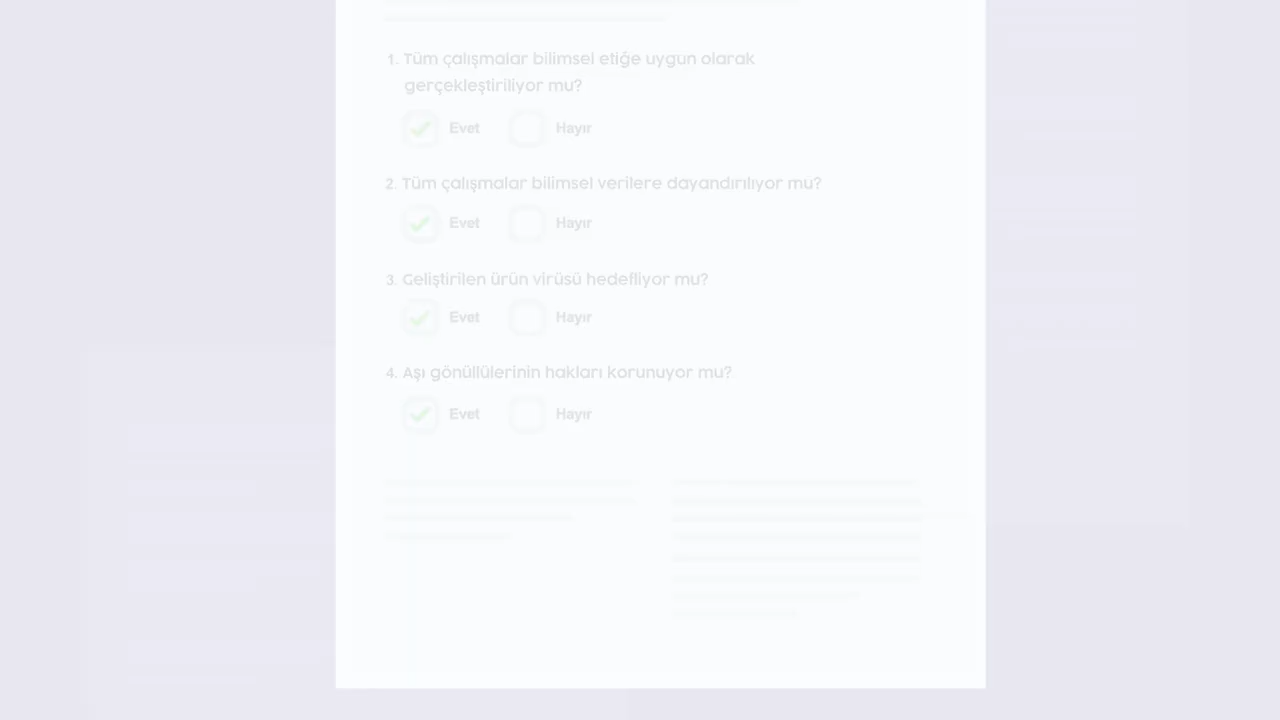 1. Tüm çalışmalar bilimsel etiğe uygun olarak
gerçekleştiriliyor mu?
Evet Hayır
2. Tüm çalışmalar bilimsel verilere dayandırılıyor mu?
Evet Hayır
3. Geliştirilen ürün virüsü hedefliyor mu?
Evet Hayır
4. Aşı gönüllülerinin hakları korunuyor mu?
Evet Hayır